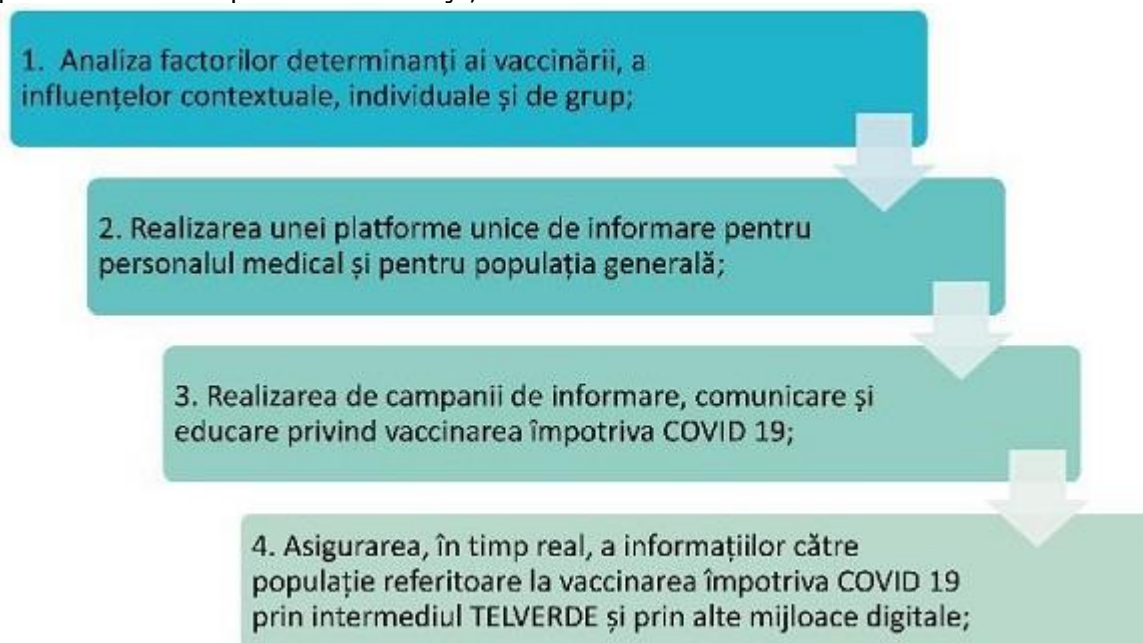 1. Analiza factorilor determinanți ai vaccinării, a
influențelor contextuale, individuale și de grup;
2. Realizarea unei platforme unice de informare pentru
personalul medical și pentru populația generală;
3. Realizarea de campanii de informare, comunicare și
educare privind vaccinarea împotriva COVID 19;
4. Asigurarea, în timp real, a informațiilor către
populație referitoare la vaccinarea împotriva COVID 19
prin intermediul TELVERDE și prin alte mijloace digitale;